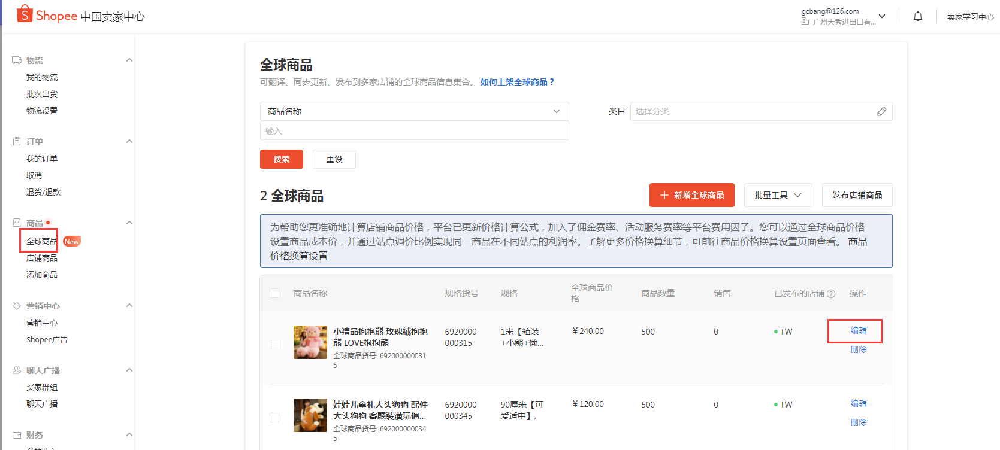 Shopee 中国卖家中心
gcbang@126.com
广州天秀进出口有...
卖家学习中心
物流
我的物流
批次出货
物流设置
订单
我的订单
取消
退货/退款
商品
全球商品 New
店铺商品
添加商品
营销中心
营销中心
Shopee广告
聊天广播
买家群组
聊天广播
财务
全球商品
可翻译、同步更新、发布到多家店铺的全球商品信息集合。 如何上架全球商品？
商品名称
类目 选择分类
输入
搜索 重设
2 全球商品
新增全球商品 批量工具 发布店铺商品
为帮助您更准确地计算店铺商品价格，平台已更新价格计算公式，加入了佣金费率、活动服务费率等平台费用因子。您可以通过全球商品价格
设置商品成本价，并通过站点调价比例实现同一商品在不同站点的利润率。了解更多价格换算细节，可前往商品价格换算设置页面查看。 商品
价格换算设置
商品名称 规格货号 规格 全球商品价
格 商品数量 销售 已发布的店铺 操作
小禮品抱抱熊 玫瑰絨抱抱
熊 LOVE抱抱熊
全球商品货号: 692000000031
5
6920000
000315
1米【箱装
+小熊+懒...
￥240.00
500
0
TW
编辑
删除
娃娃儿童礼大头狗狗 配件
大头狗狗 客廳裝潢玩偶...
全球商品货号: 692000000034
5
6920000
000345
90厘米【可
爱适中】,
￥120.00
500
0
TW
编辑
删除